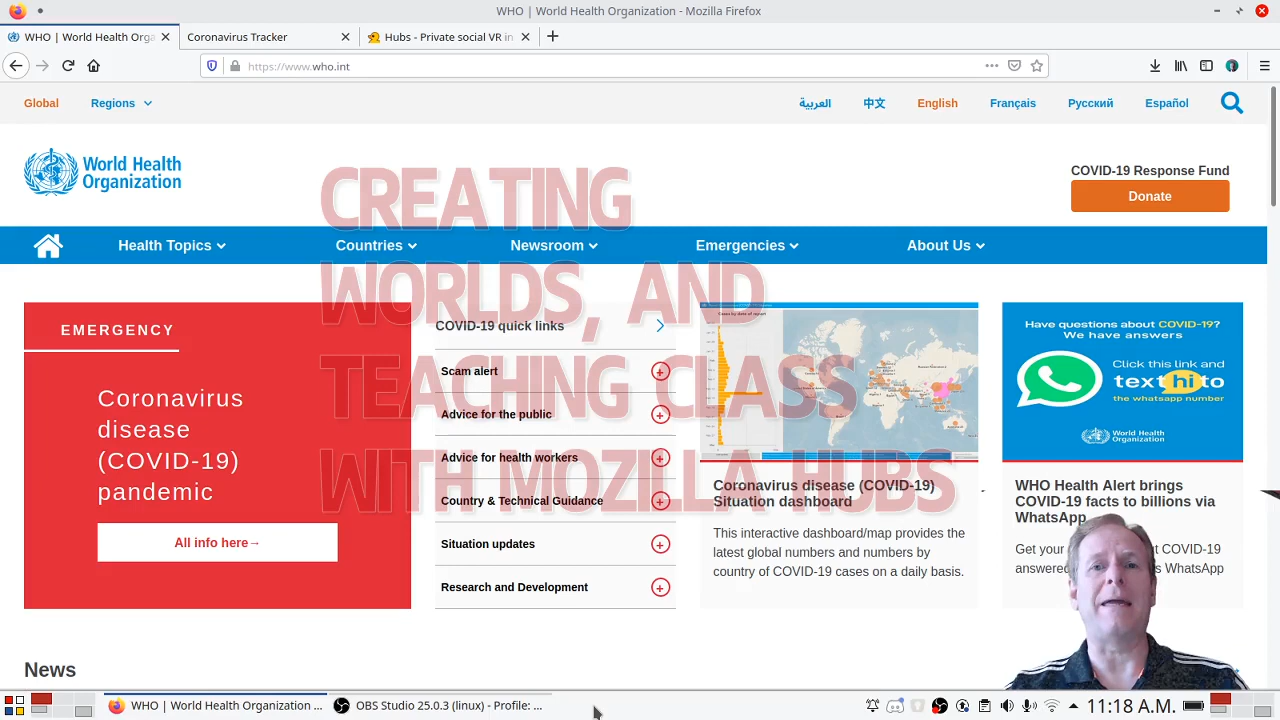 WHO | World Health Organization - Mozilla Firefox
WHO | World Health Orga
Coronavirus Tracker
Hubs - Private social VR in
https://www.who.int
Global
Regions
العربية
中文
English
Français
Русский
Español
World Health
Organization
COVID-19 Response Fund
Donate
Health Topics
Countries
Newsroom
Emergencies
About Us
CREATING
WORLDS, AND
TEACHING CLASS
WITH MOZILLA HUBS
EMERGENCY
Coronavirus
disease
(COVID-19)
pandemic
All info here→
COVID-19 quick links
Scam alert
Advice for the public
Advice for health workers
Country & Technical Guidance
Situation updates
Research and Development
Coronavirus disease (COVID-19)
Situation dashboard
This interactive dashboard/map provides the
latest global numbers and numbers by
country of COVID-19 cases on a daily basis.
Have questions about COVID-19?
We have answers
Click this link and
text hi to
the whatsapp number
World Health
Organization
WHO Health Alert brings
COVID-19 facts to billions via
WhatsApp
Get your COVID-19
answered WhatsApp
News
WHO | World Health Organization ...
OBS Studio 25.0.3 (linux) - Profile: ...
11:18 A.M.